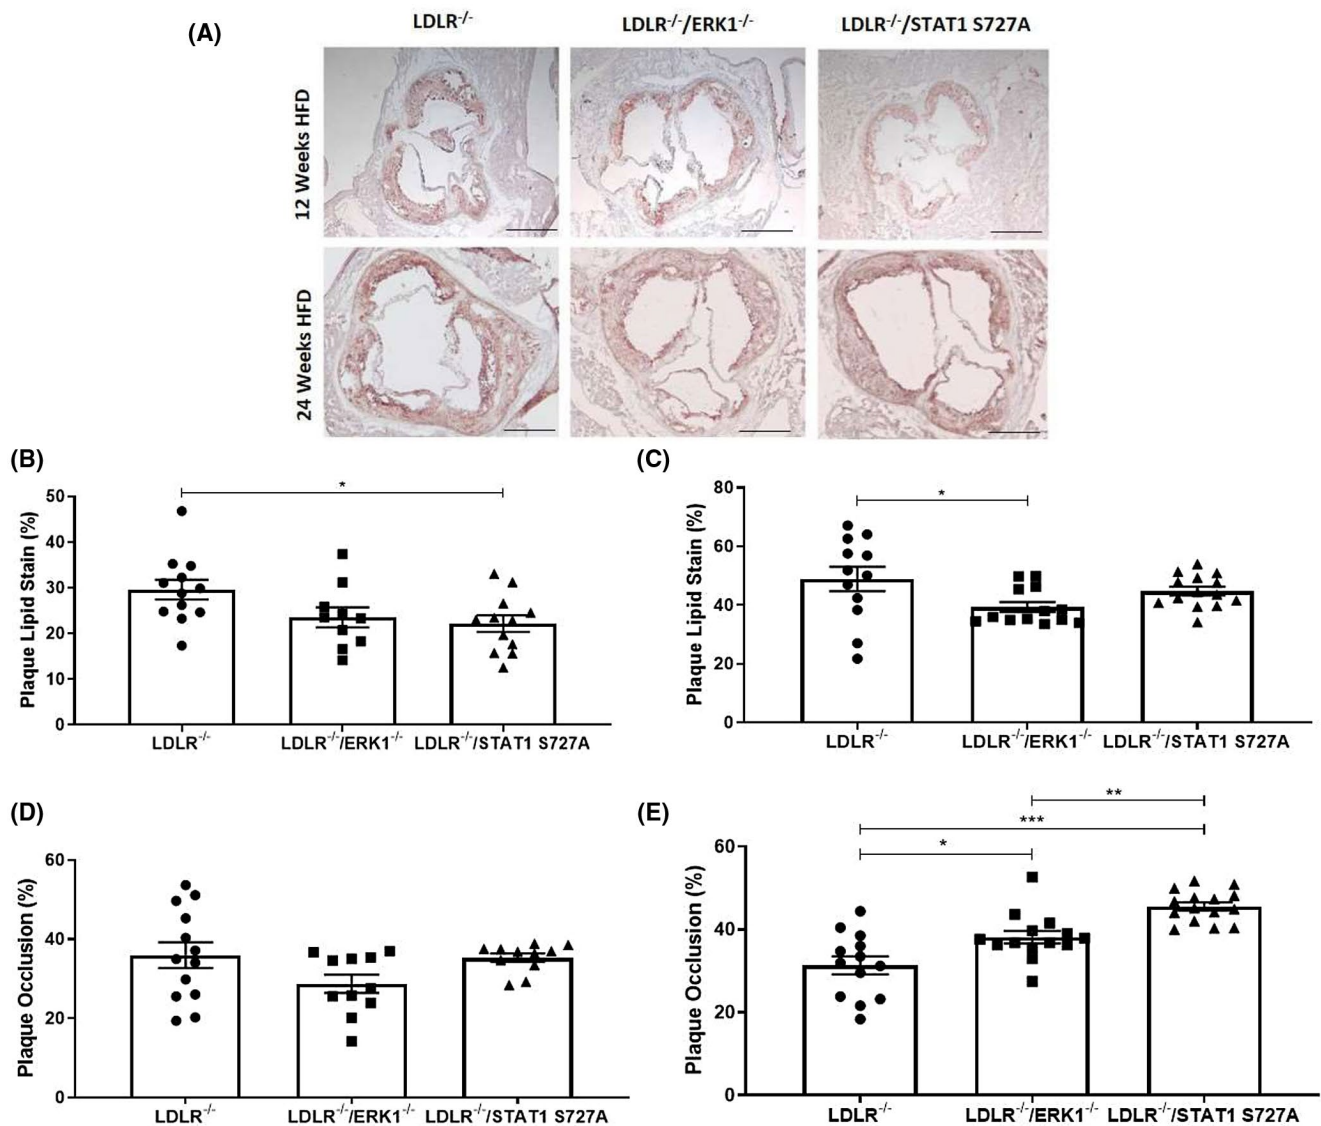 (A)
LDLR⁻/⁻
LDLR⁻/⁻/ERK1⁻/⁻
LDLR⁻/⁻/STAT1 S727A
12 Weeks HFD
24 Weeks HFD
(B)
Plaque Lipid Stain (%)
50
40
30
20
10
0
*
LDLR⁻/⁻
LDLR⁻/⁻/ERK1⁻/⁻
LDLR⁻/⁻/STAT1 S727A
(C)
Plaque Lipid Stain (%)
80
60
40
20
0
*
LDLR⁻/⁻
LDLR⁻/⁻/ERK1⁻/⁻
LDLR⁻/⁻/STAT1 S727A
(D)
Plaque Occlusion (%)
60
40
20
0
LDLR⁻/⁻
LDLR⁻/⁻/ERK1⁻/⁻
LDLR⁻/⁻/STAT1 S727A
(E)
Plaque Occlusion (%)
60
40
20
0
**
***
*
LDLR⁻/⁻
LDLR⁻/⁻/ERK1⁻/⁻
LDLR⁻/⁻/STAT1 S727A